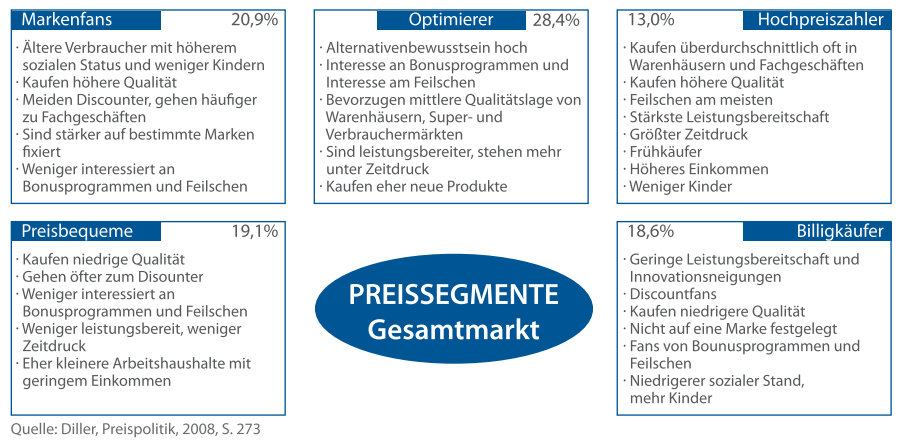 Markenfans 20,9%
· Ältere Verbraucher mit höherem
sozialen Status und weniger Kindern
· Kaufen höhere Qualität
· Meiden Discounter, gehen häufiger
zu Fachgeschäften
· Sind stärker auf bestimmte Marken
fixiert
· Weniger interessiert an
Bonusprogrammen und Feilschen
Optimierer 28,4%
· Alternativenbewusstsein hoch
· Interesse an Bonusprogrammen und
Interesse am Feilschen
· Bevorzugen mittlere Qualitätslage von
Warenhäusern, Super- und
Verbrauchermärkten
· Sind leistungsbereiter, stehen mehr
unter Zeitdruck
· Kaufen eher neue Produkte
13,0% Hochpreiszahler
· Kaufen überdurchschnittlich oft in
Warenhäusern und Fachgeschäften
· Kaufen höhere Qualität
· Feilschen am meisten
· Stärkste Leistungsbereitschaft
· Größter Zeitdruck
· Frühkäufer
· Höheres Einkommen
· Weniger Kinder
Preisbequeme 19,1%
· Kaufen niedrige Qualität
· Gehen öfter zum Disounter
· Weniger interessiert an
Bonusprogrammen und Feilschen
· Weniger leistungsbereit, weniger
Zeitdruck
· Eher kleinere Arbeitshaushalte mit
geringem Einkommen
PREISSEGMENTE
Gesamtmarkt
18,6% Billigkäufer
· Geringe Leistungsbereitschaft und
Innovationsneigungen
· Discountfans
· Kaufen niedrigere Qualität
· Nicht auf eine Marke festgelegt
· Fans von Bounusprogrammen und
Feilschen
· Niedrigerer sozialer Stand,
mehr Kinder
Quelle: Diller, Preispolitik, 2008, S. 273